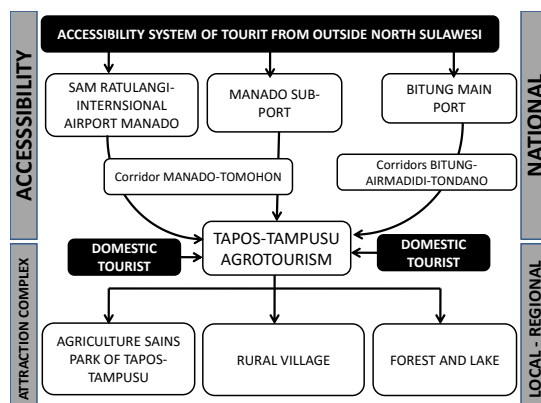 ACCESSIBILITY SYSTEM OF TOURIT FROM OUTSIDE NORTH SULAWESI
ACCESSSIBILITY
NATIONAL
SAM RATULANGI-
INTERNSIONAL
AIRPORT MANADO
MANADO SUB-
PORT
BITUNG MAIN
PORT
Corridor MANADO-TOMOHON
Corridors BITUNG-
AIRMADIDI-TONDANO
TAPOS-TAMPUSU
AGROTOURISM
DOMESTIC
TOURIST
DOMESTIC
TOURIST
ATTRACTION COMPLEX
LOCAL - REGIONAL
AGRICULTURE SAINS
PARK OF TAPOS-
TAMPUSU
RURAL VILLAGE
FOREST AND LAKE